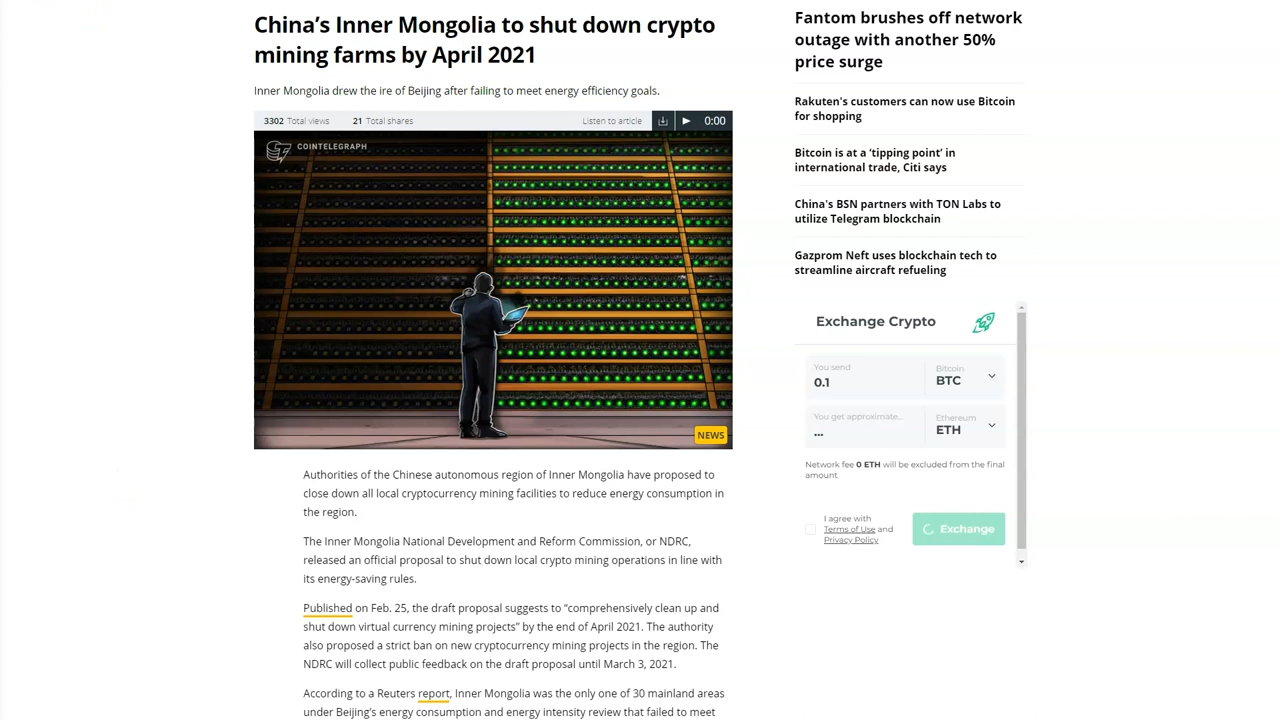 China’s Inner Mongolia to shut down crypto
mining farms by April 2021
Inner Mongolia drew the ire of Beijing after failing to meet energy efficiency goals.
3302 Total views 21 Total shares Listen to article 0:00
COINTELEGRAPH
NEWS
Authorities of the Chinese autonomous region of Inner Mongolia have proposed to
close down all local cryptocurrency mining facilities to reduce energy consumption in
the region.
The Inner Mongolia National Development and Reform Commission, or NDRC,
released an official proposal to shut down local crypto mining operations in line with
its energy-saving rules.
Published on Feb. 25, the draft proposal suggests to “comprehensively clean up and
shut down virtual currency mining projects” by the end of April 2021. The authority
also proposed a strict ban on new cryptocurrency mining projects in the region. The
NDRC will collect public feedback on the draft proposal until March 3, 2021.
According to a Reuters report, Inner Mongolia was the only one of 30 mainland areas
under Beijing’s energy consumption and energy intensity review that failed to meet
Fantom brushes off network
outage with another 50%
price surge
Rakuten's customers can now use Bitcoin
for shopping
Bitcoin is at a ‘tipping point’ in
international trade, Citi says
China's BSN partners with TON Labs to
utilize Telegram blockchain
Gazprom Neft uses blockchain tech to
streamline aircraft refueling
Exchange Crypto
You send
0.1
Bitcoin
BTC
You get approximate...
...
Ethereum
ETH
Network fee 0 ETH will be excluded from the final
amount
I agree with
Terms of Use and
Privacy Policy
Exchange